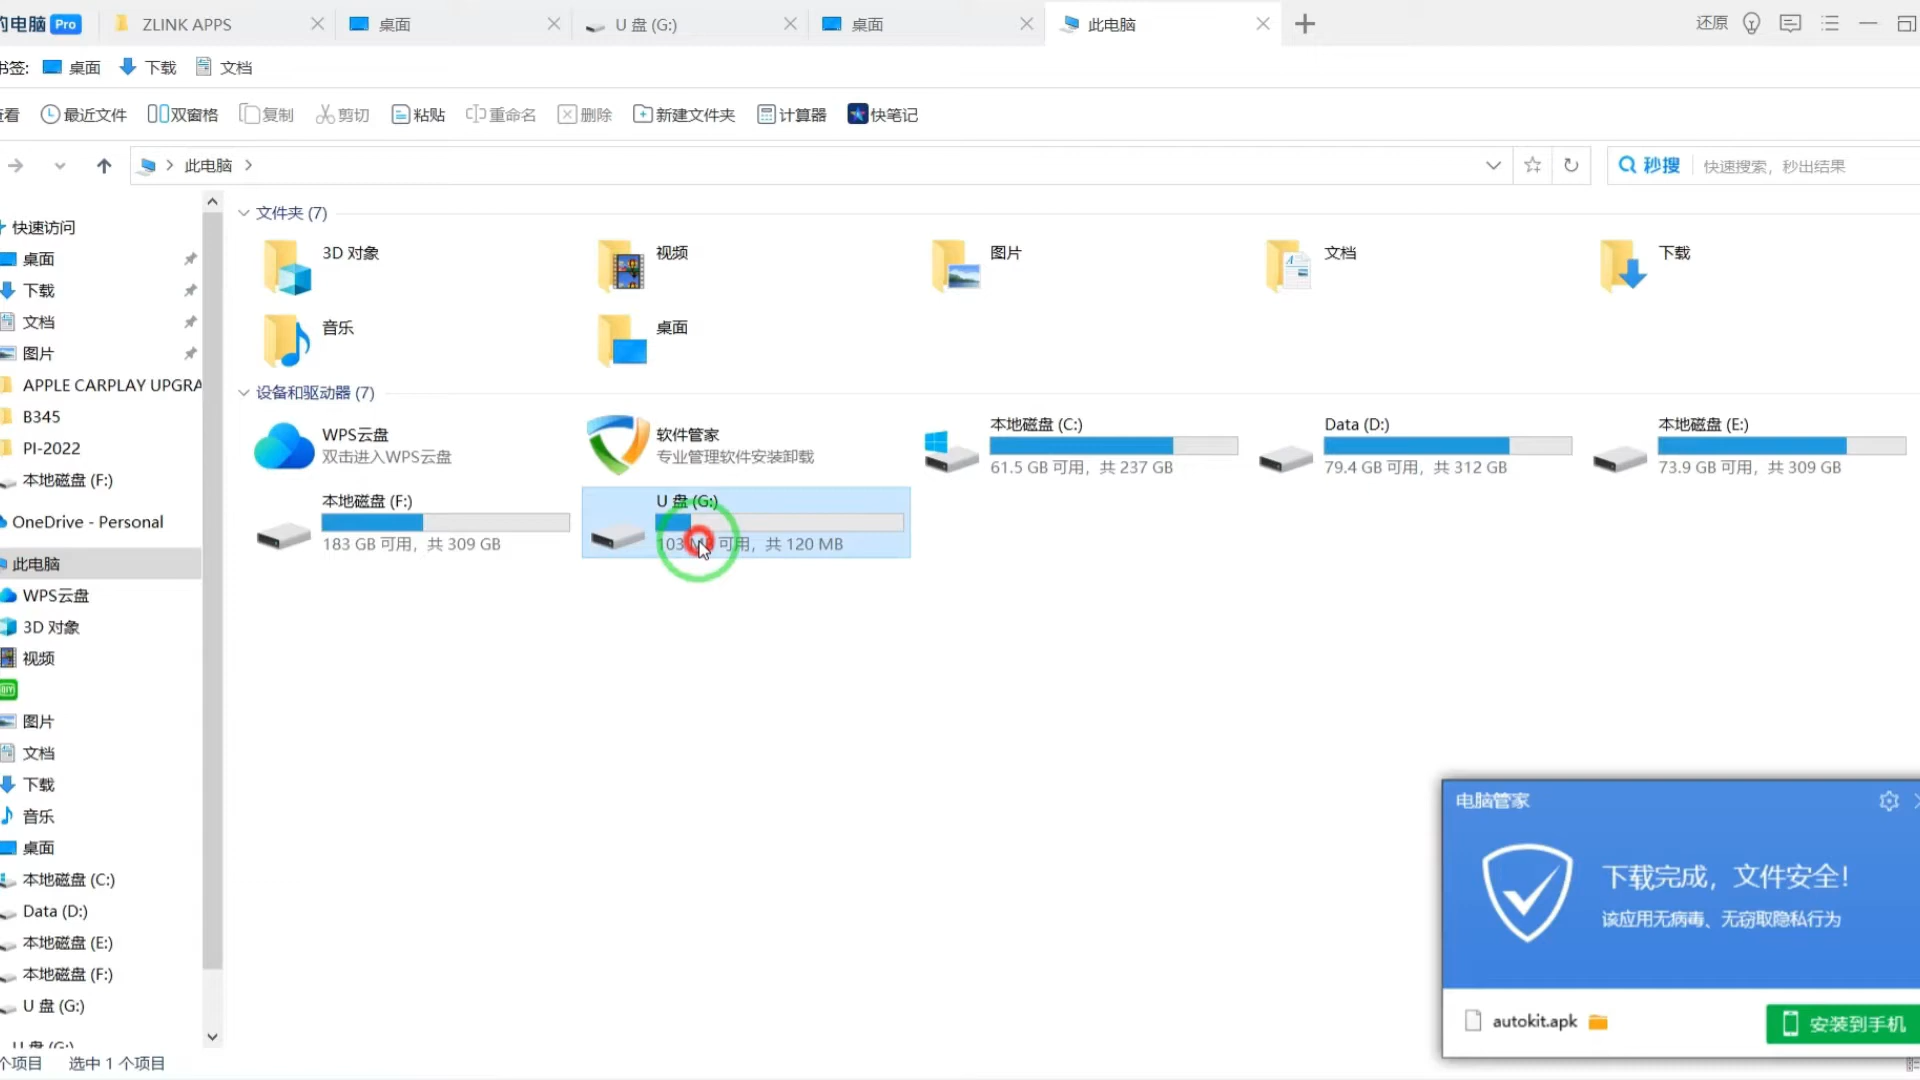 的电脑 Pro
ZLINK APPS
桌面
U 盘 (G:)
桌面
此电脑
还原
书签:
桌面
下载
文档
查看
最近文件
双窗格
复制
剪切
粘贴
重命名
删除
新建文件夹
计算器
快笔记
此电脑
秒搜
快速搜索，秒出结果
快速访问
桌面
下载
文档
图片
APPLE CARPLAY UPGRA
B345
PI-2022
本地磁盘 (F:)
OneDrive - Personal
此电脑
WPS云盘
3D 对象
视频
图片
文档
下载
音乐
桌面
本地磁盘 (C:)
Data (D:)
本地磁盘 (E:)
本地磁盘 (F:)
U 盘 (G:)
U 盘 (G:)
文件夹 (7)
3D 对象
视频
图片
文档
下载
音乐
桌面
设备和驱动器 (7)
WPS云盘
双击进入WPS云盘
软件管家
专业管理软件安装卸载
本地磁盘 (C:)
61.5 GB 可用，共 237 GB
Data (D:)
79.4 GB 可用，共 312 GB
本地磁盘 (E:)
73.9 GB 可用，共 309 GB
本地磁盘 (F:)
183 GB 可用，共 309 GB
U 盘 (G:)
103 MB 可用，共 120 MB
电脑管家
下载完成，文件安全！
该应用无病毒、无窃取隐私行为
autokit.apk
安装到手机
个项目
选中 1 个项目